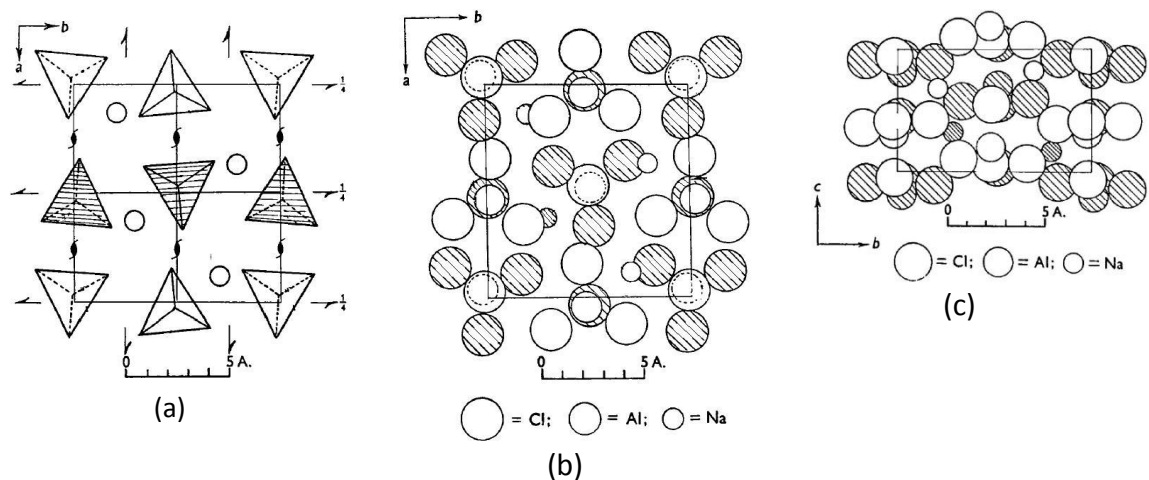 b
a
1/4
1/4
1/4
0 5 A.
(a)
b
a
0 5 A.
= Cl; = Al; = Na
(b)
c
b
0 5 A.
= Cl; = Al; = Na
(c)